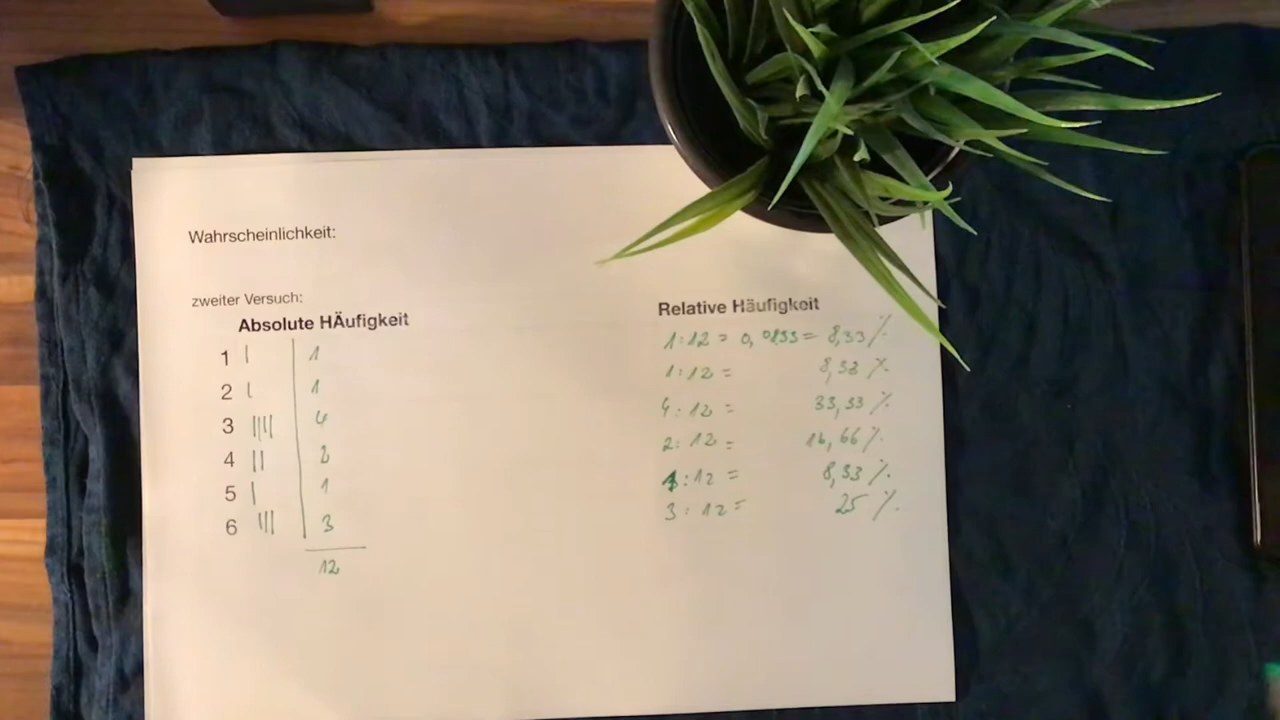 Wahrscheinlichkeit:
zweiter Versuch:
Absolute HÄufigkeit
1 | 1
2 | 1
3 |||| 4
4 || 2
5 | 1
6 ||| 3
12
Relative Häufigkeit
1:12 = 0,0833 = 8,33 %
1:12 = 8,33 %
4:12 = 33,33 %
2:12 = 16,66 %
1:12 = 8,33 %
3:12 = 25 %